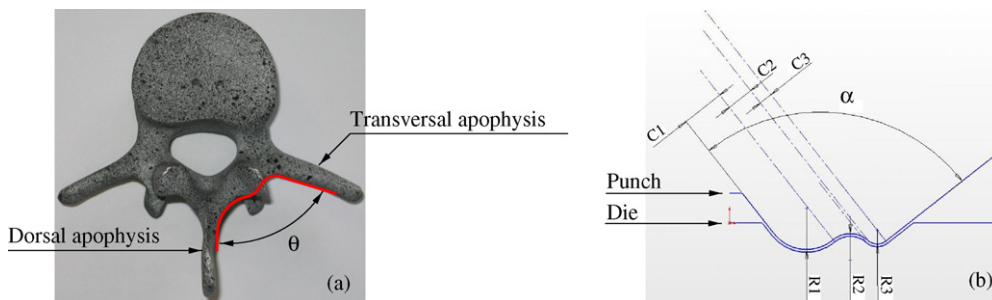 Transversal apophysis
Dorsal apophysis
θ
(a)
C1
C2
C3
α
Punch
Die
R1
R2
R3
(b)